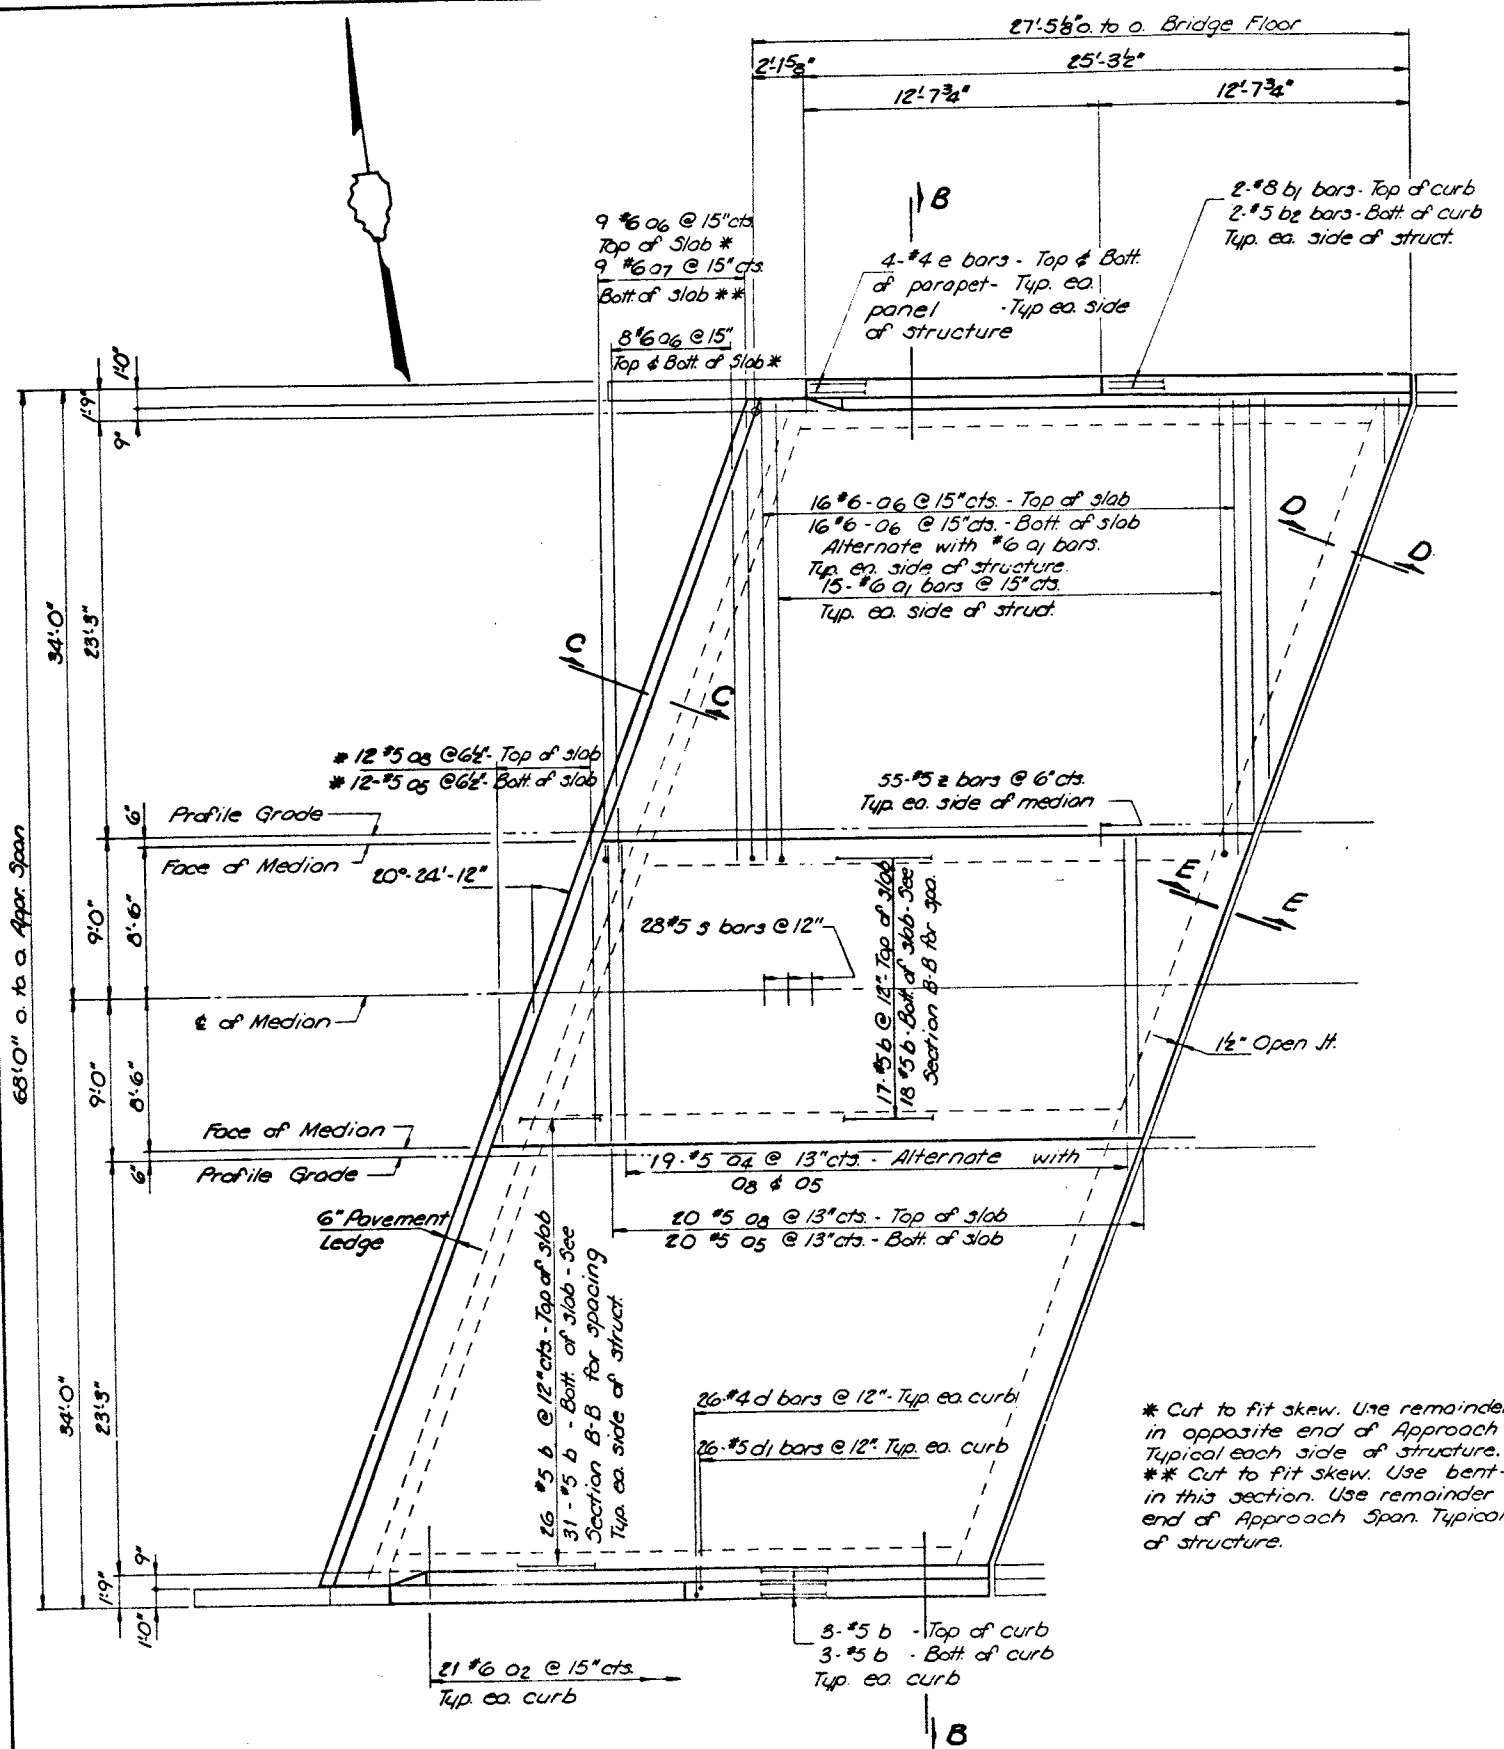 27'-5⅛" o. to o. Bridge Floor
2'-1⅝"
25'-3½"
12'-7¾"
12'-7¾"
B
2-#8 b1 bars - Top of curb
2-#5 b2 bars - Bott. of curb
Typ. ea. side of struct.
9 #6 a6 @ 15" cts.
Top of Slab *
9 #6 a7 @ 15" cts.
Bott. of slab **
8 #6 a6 @ 15"
Top & Bott. of Slab *
4-#4 e bars - Top & Bott.
of parapet - Typ. ea.
panel - Typ. ea. side
of structure
1'-0"
1'-9"
9"
16 #6 - a6 @ 15" cts. - Top of slab
16 #6 - a6 @ 15" cts. - Bott. of slab
Alternate with #6 a1 bars.
Typ. ea. side of structure.
15-#6 a1 bars @ 15" cts.
Typ. ea. side of struct.
D
D
34'-0"
23'-3"
C
C
* 12 #5 a8 @ 6½" - Top of slab
* 12-#5 a5 @ 6½" - Bott. of slab
55-#5 z bars @ 6" cts.
Typ. ea. side of median
6"
Profile Grade
Face of Median
20°-24'-12"
E
E
68'-0" o. to o. Appr. Span
9'-0"
8'-6"
28 #5 s bars @ 12"
17-#5 b @ 12" - Top of slab
18 #5 b - Bott. of slab - See
Section B-B for spa.
¢ of Median
1½" Open Jt.
9'-0"
8'-6"
Face of Median
Profile Grade
6"
19-#5 a4 @ 13" cts. - Alternate with
a8 & a5
20 #5 a8 @ 13" cts. - Top of slab
20 #5 a5 @ 13" cts. - Bott. of slab
6" Pavement
Ledge
26 #5 b @ 12" cts. - Top of slab
31 - #5 b - Bott. of slab - See
Section B-B for spacing
Typ. ea. side of struct.
34'-0"
23'-3"
26-#4 d bars @ 12" - Typ. ea. curb
26-#5 d1 bars @ 12" Typ. ea. curb
* Cut to fit skew. Use remainder
in opposite end of Approach
Typical each side of structure.
** Cut to fit skew. Use bent-
in this section. Use remainder
end of Approach Span. Typical
of structure.
9"
1'-9"
1'-0"
21 #6 a2 @ 15" cts.
Typ. ea. curb
3-#5 b - Top of curb
3-#5 b - Bott. of curb
Typ. ea. curb
B